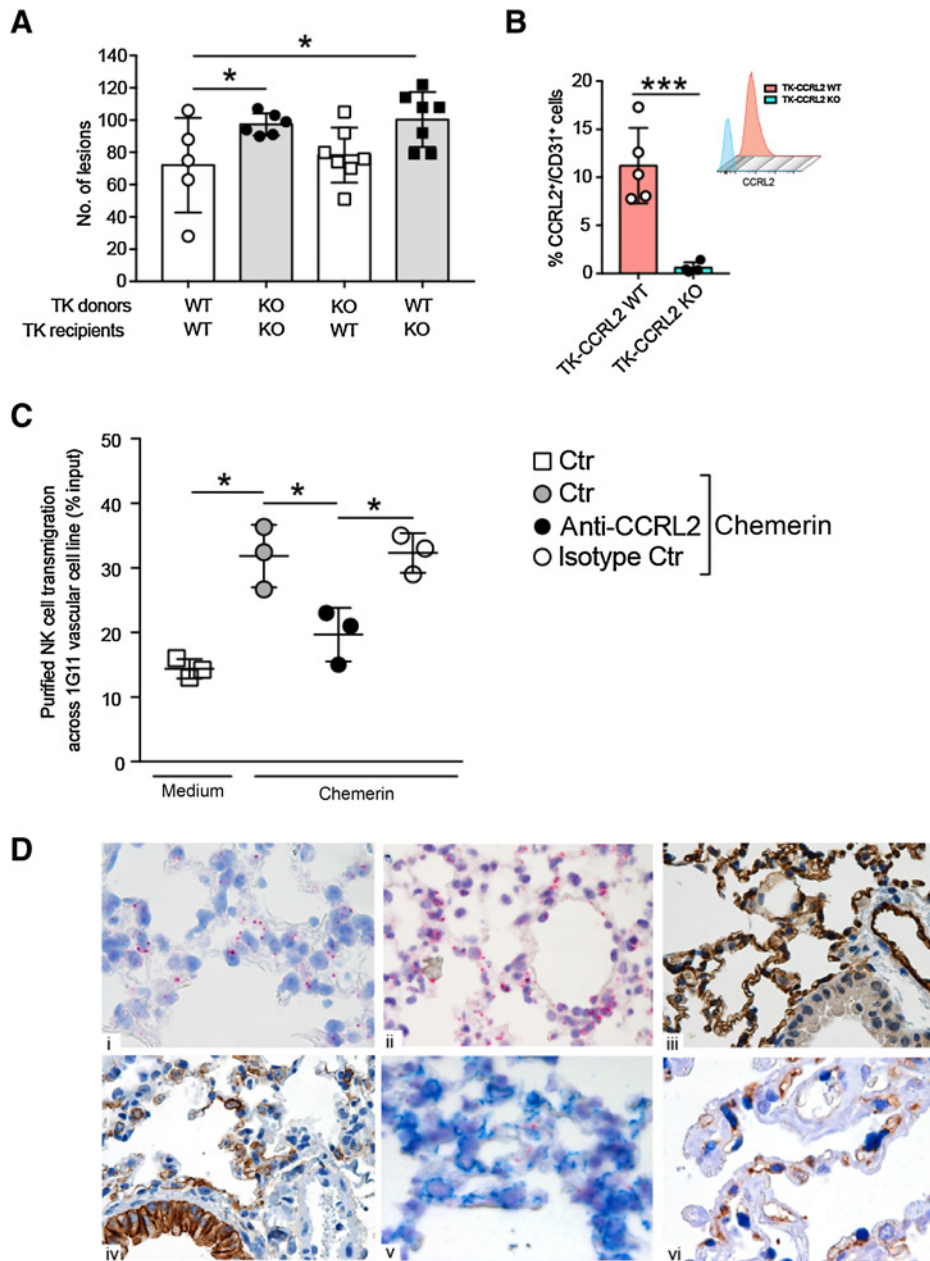 A
*
*
No. of lesions
140
120
100
80
60
40
20
0
TK donors WT KO KO WT
TK recipients WT KO WT KO
B
***
% CCRL2+/CD31+ cells
20
15
10
5
0
TK-CCRL2 WT
TK-CCRL2 KO
TK-CCRL2 WT
TK-CCRL2 KO
CCRL2
C
Purified NK cell transmigration
across 1G11 vascular cell line (% input)
50
40
30
20
10
0
* * *
Medium Chemerin
Ctr
Ctr
Anti-CCRL2
Isotype Ctr
Chemerin
D
i
ii
iii
iv
v
vi